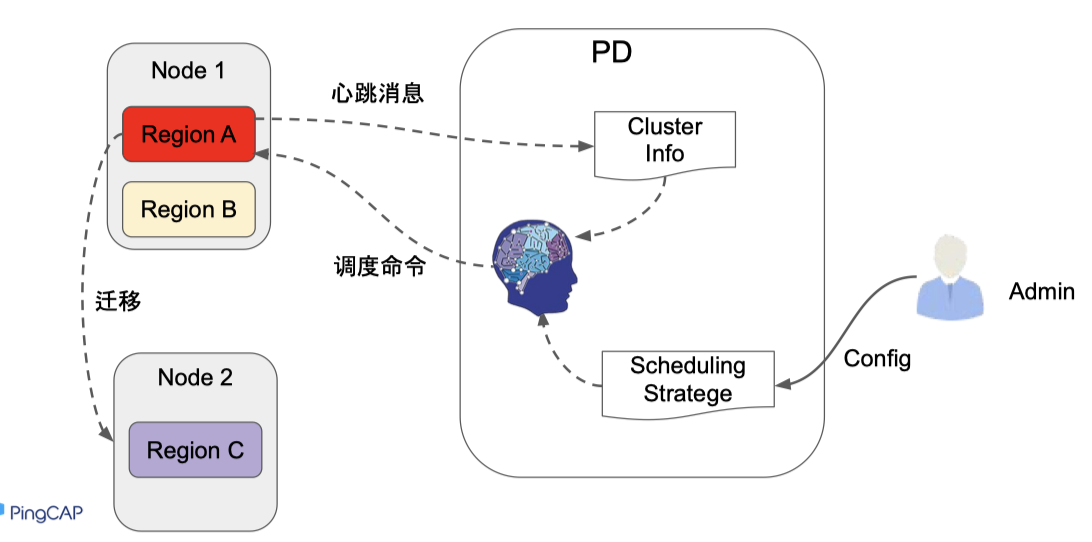 PD
Node 1
心跳消息
Region A
Cluster
Info
Region B
调度命令
迁移
Admin
Config
Node 2
Scheduling
Stratege
Region C
PingCAP